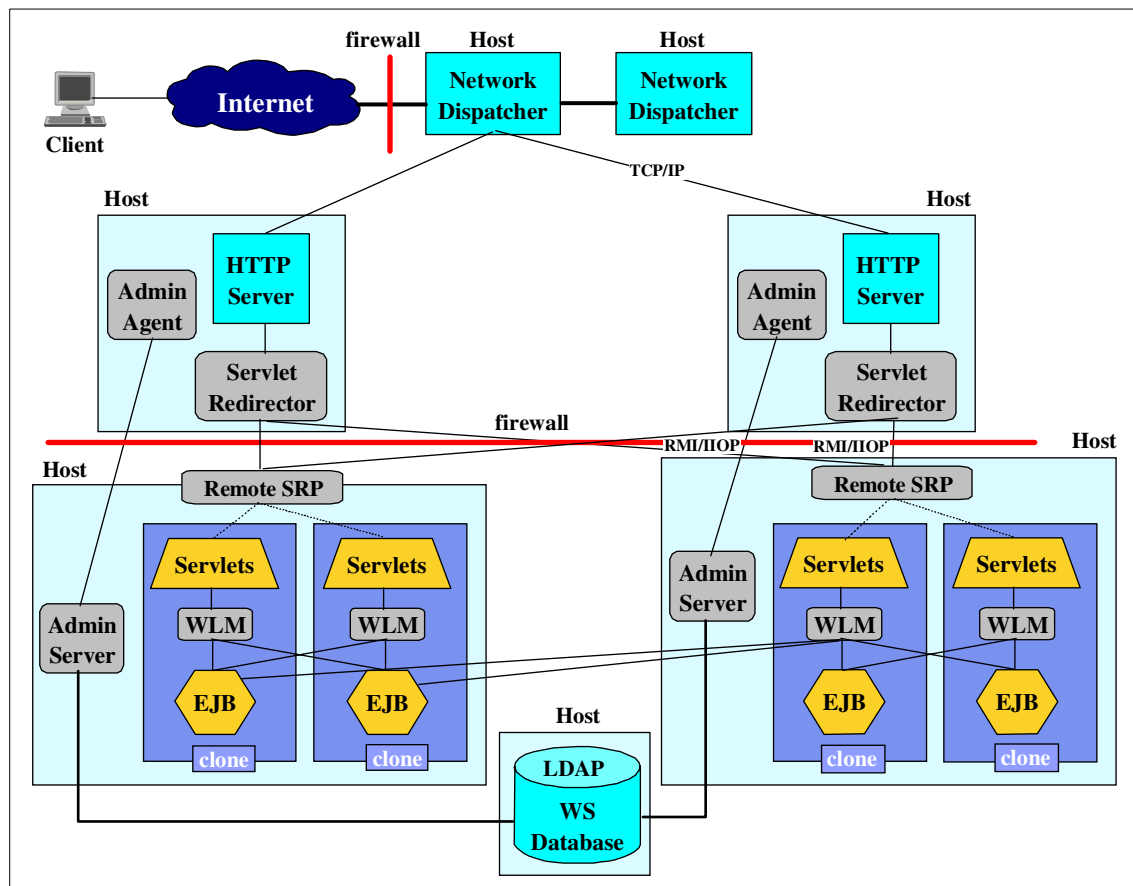 firewall
Host
Host
Internet
Network
Dispatcher
Network
Dispatcher
Client
TCP/IP
Host
Host
HTTP
Server
Admin
Agent
Servlet
Redirector
HTTP
Server
Admin
Agent
Servlet
Redirector
firewall
RMI/IIOP
RMI/IIOP
Host
Host
Remote SRP
Remote SRP
Servlets
Servlets
WLM
WLM
Admin
Server
EJB
EJB
clone
clone
Servlets
Servlets
Admin
Server
WLM
WLM
EJB
EJB
clone
clone
Host
LDAP
WS
Database